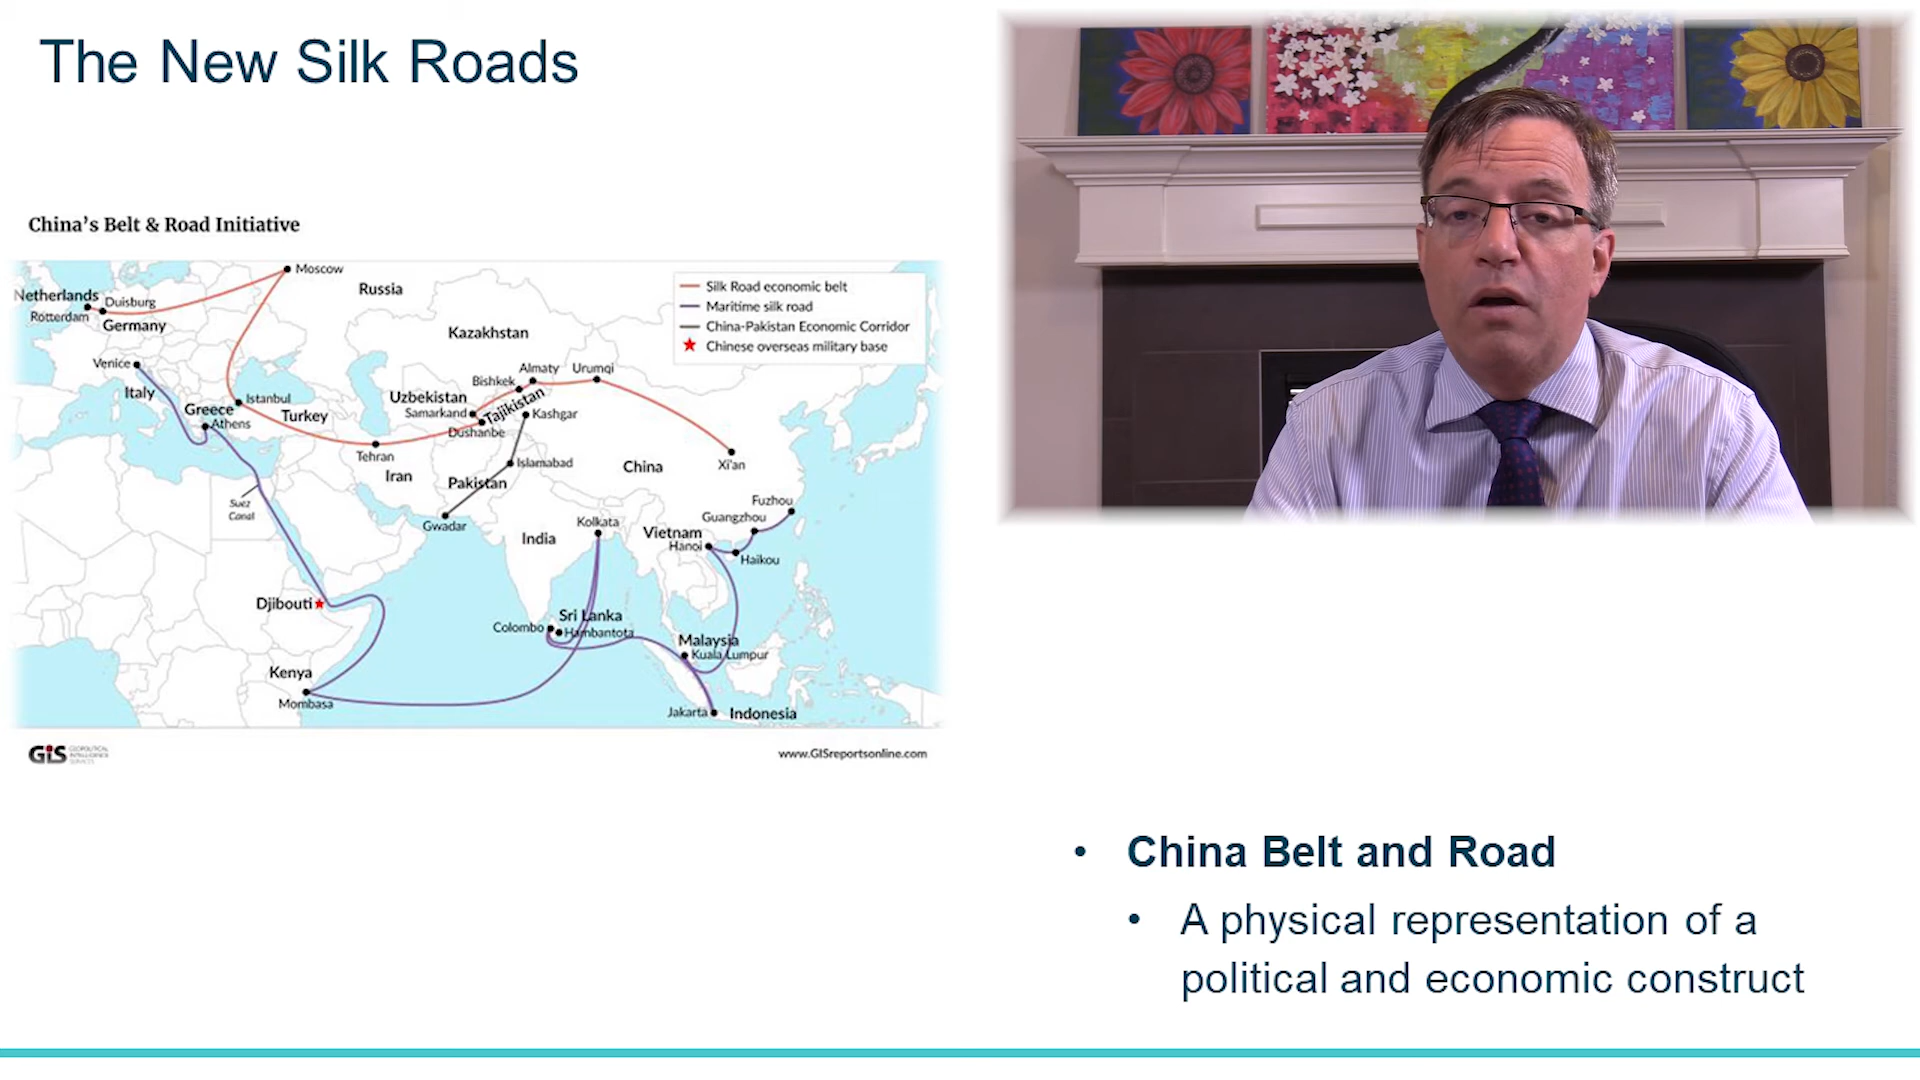 The New Silk Roads
China's Belt & Road Initiative
Moscow
Russia
Silk Road economic belt
Maritime silk road
China-Pakistan Economic Corridor
Chinese overseas military base
Netherlands
Duisburg
Rotterdam
Germany
Kazakhstan
Venice
Italy
Almaty
Urumqi
Bishkek
Uzbekistan
Istanbul
Greece
Turkey
Samarkand
Tajikistan
Kashgar
Athens
Dushanbe
Tehran
Islamabad
China
Xi'an
Iran
Pakistan
Suez
Canal
Gwadar
Kolkata
Fuzhou
Guangzhou
India
Vietnam
Hanoi
Haikou
Djibouti
Sri Lanka
Colombo
Hambantota
Malaysia
Kuala Lumpur
Kenya
Mombasa
Jakarta
Indonesia
GIS
GEOPOLITICAL
INTELLIGENCE
SERVICES
www.GISreportsonline.com
• China Belt and Road
• A physical representation of a
political and economic construct